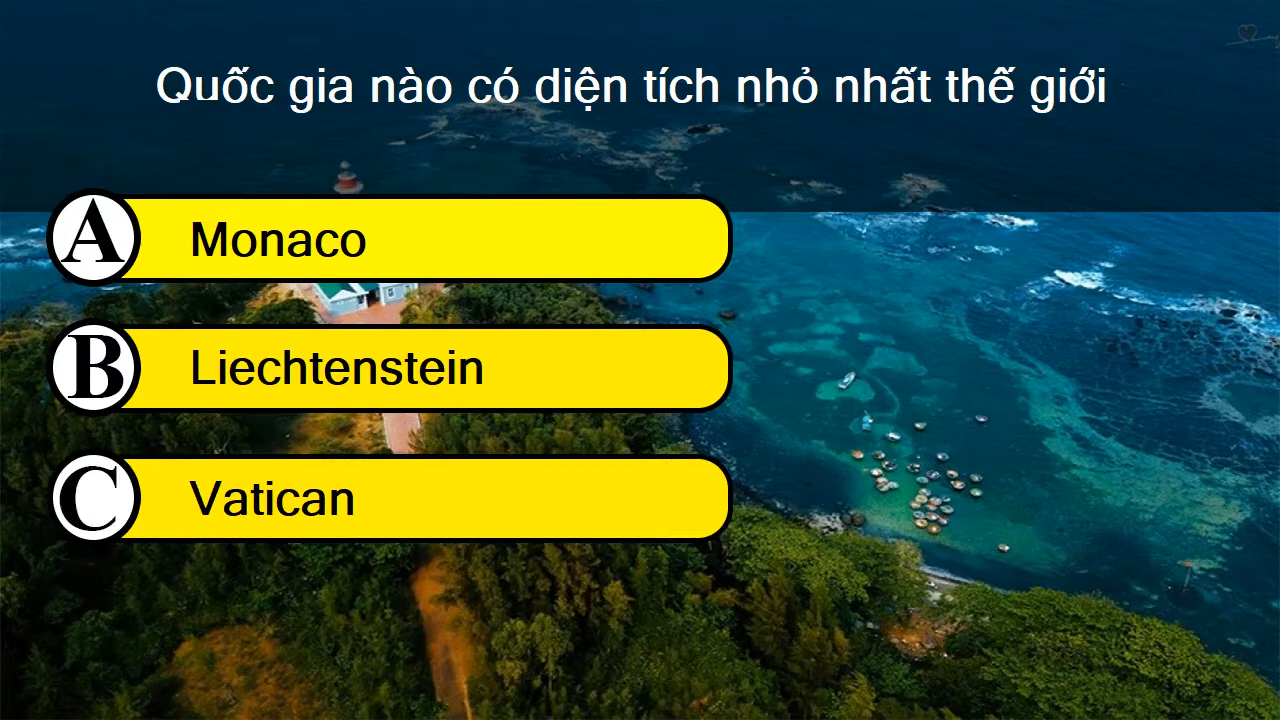 Quốc gia nào có diện tích nhỏ nhất thế giới
A Monaco
B Liechtenstein
C Vatican